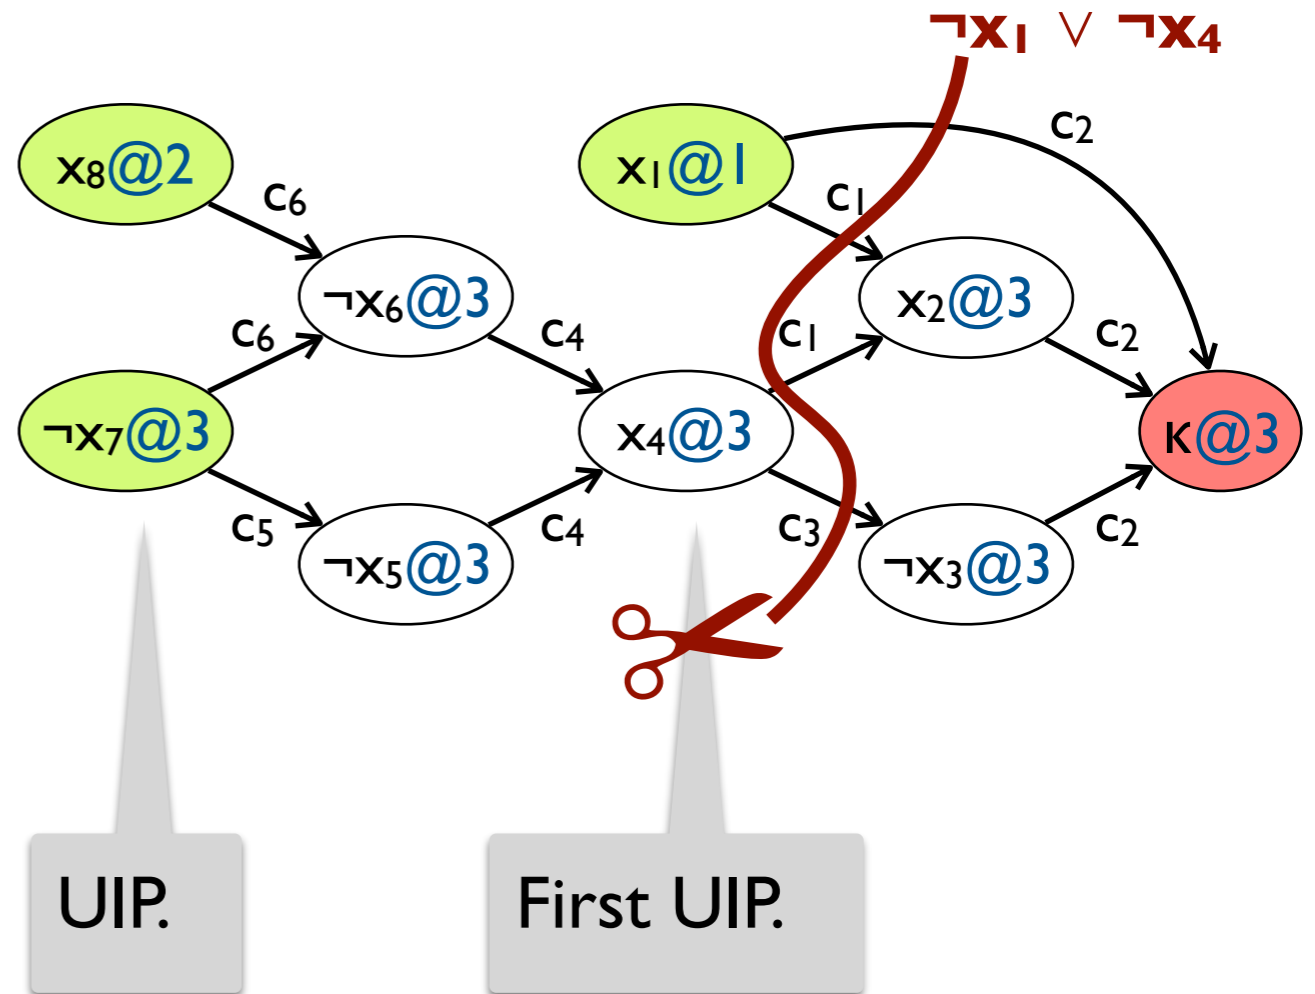 ¬x₁ ∨ ¬x₄
c₂
x₈@2
x₁@1
c₆
c₁
¬x₆@3
x₂@3
c₆
c₄
c₁
c₂
¬x₇@3
x₄@3
κ@3
c₅
c₄
c₃
c₂
¬x₅@3
¬x₃@3
UIP.
First UIP.